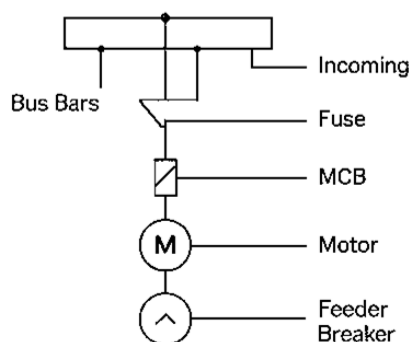 Incoming
Bus Bars
Fuse
MCB
M
Motor
Feeder
Breaker